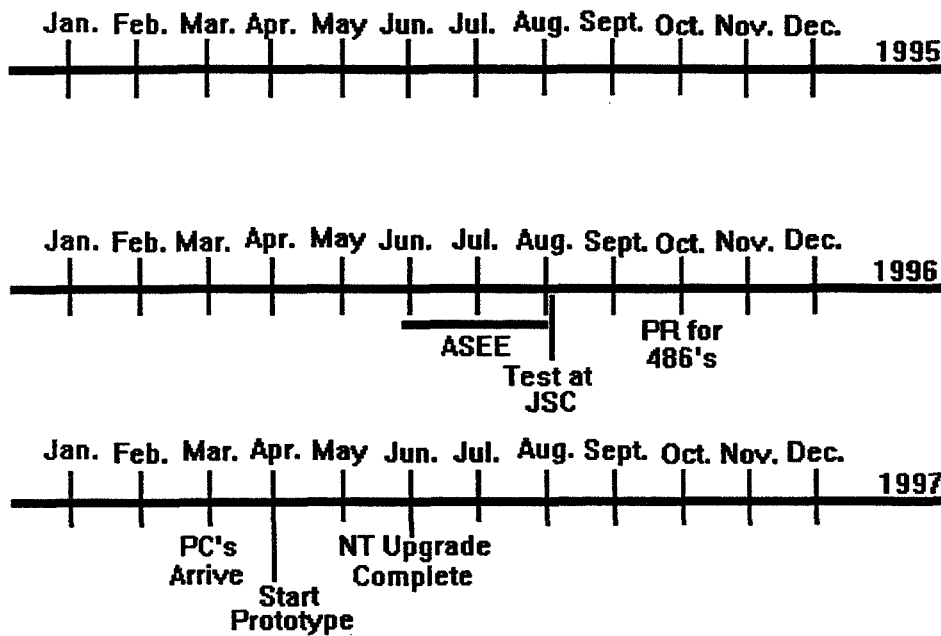 Jan. Feb. Mar. Apr. May Jun. Jul. Aug. Sept. Oct. Nov. Dec.
1995
Jan. Feb. Mar. Apr. May Jun. Jul. Aug. Sept. Oct. Nov. Dec.
1996
ASEE
Test at
JSC
PR for
486's
Jan. Feb. Mar. Apr. May Jun. Jul. Aug. Sept. Oct. Nov. Dec.
1997
PC's
Arrive
Start
Prototype
NT Upgrade
Complete